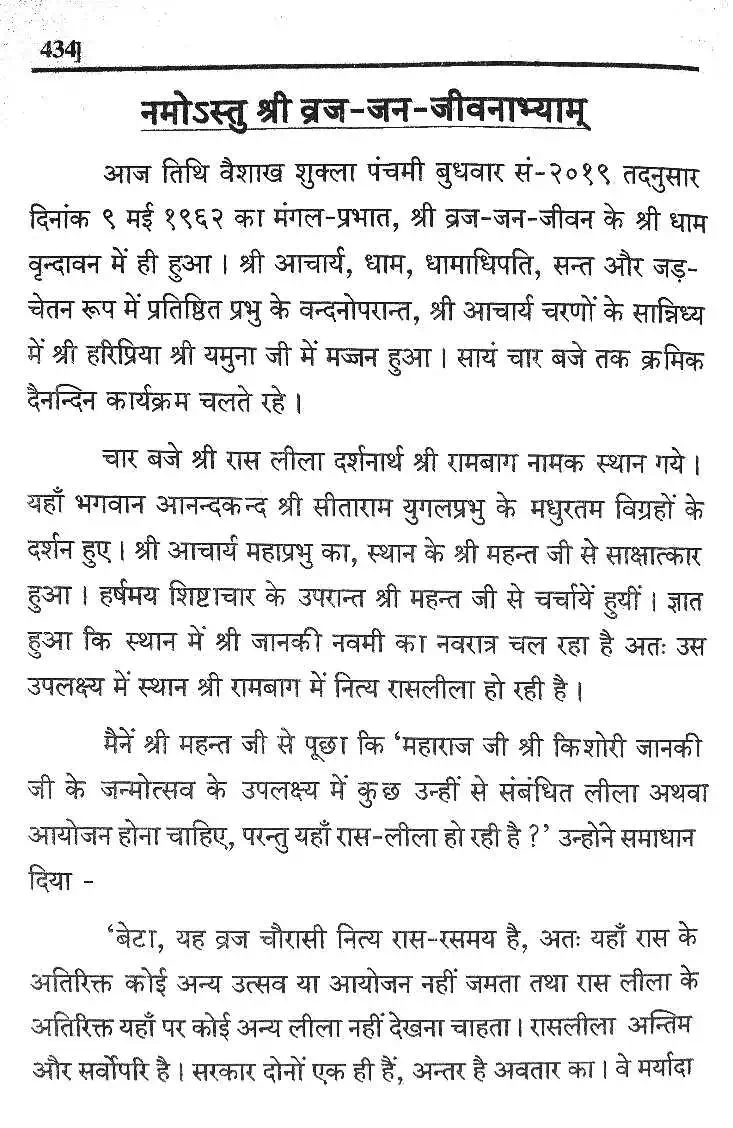 434]
नमोऽस्तु श्री व्रज-जन-जीवनाभ्याम्
आज तिथि वैशाख शुक्ला पंचमी बुधवार सं-२०१९ तदनुसार
दिनांक ९ मई १९६२ का मंगल-प्रभात, श्री व्रज-जन-जीवन के श्री धाम
वृन्दावन में ही हुआ । श्री आचार्य, धाम, धामाधिपति, सन्त और जड़-
चेतन रूप में प्रतिष्ठित प्रभु के वन्दनोपरान्त, श्री आचार्य चरणों के सान्निध्य
में श्री हरिप्रिया श्री यमुना जी में मज्जन हुआ । सायं चार बजे तक क्रमिक
दैनन्दिन कार्यक्रम चलते रहे ।
चार बजे श्री रास लीला दर्शनार्थ श्री रामबाग नामक स्थान गये ।
यहाँ भगवान आनन्दकन्द श्री सीताराम युगलप्रभु के मधुरतम विग्रहों के
दर्शन हुए । श्री आचार्य महाप्रभु का, स्थान के श्री महन्त जी से साक्षात्कार
हुआ । हर्षमय शिष्टाचार के उपरान्त श्री महन्त जी से चर्चायें हुयीं । ज्ञात
हुआ कि स्थान में श्री जानकी नवमी का नवरात्र चल रहा है अतः उस
उपलक्ष्य में स्थान श्री रामबाग में नित्य रासलीला हो रही है ।
मैनें श्री महन्त जी से पूछा कि ‘महाराज जी श्री किशोरी जानकी
जी के जन्मोत्सव के उपलक्ष्य में कुछ उन्हीं से संबंधित लीला अथवा
आयोजन होना चाहिए, परन्तु यहाँ रास-लीला हो रही है ?’ उन्होंने समाधान
दिया -
‘बेटा, यह व्रज चौरासी नित्य रास-रसमय है, अतः यहाँ रास के
अतिरिक्त कोई अन्य उत्सव या आयोजन नहीं जमता तथा रास लीला के
अतिरिक्त यहाँ पर कोई अन्य लीला नहीं देखना चाहता । रासलीला अन्तिम
और सर्वोपरि है । सरकार दोनों एक ही हैं, अन्तर है अवतार का । वे मर्यादा